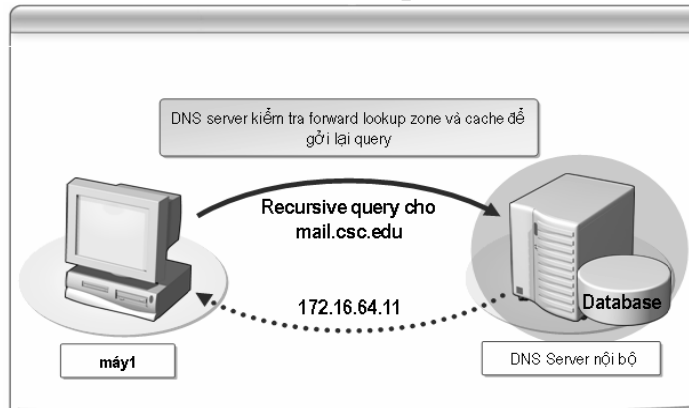 DNS server kiểm tra forward lookup zone và cache để
gởi lại query
Recursive query cho
mail.csc.edu
172.16.64.11
Database
máy1
DNS Server nội bộ